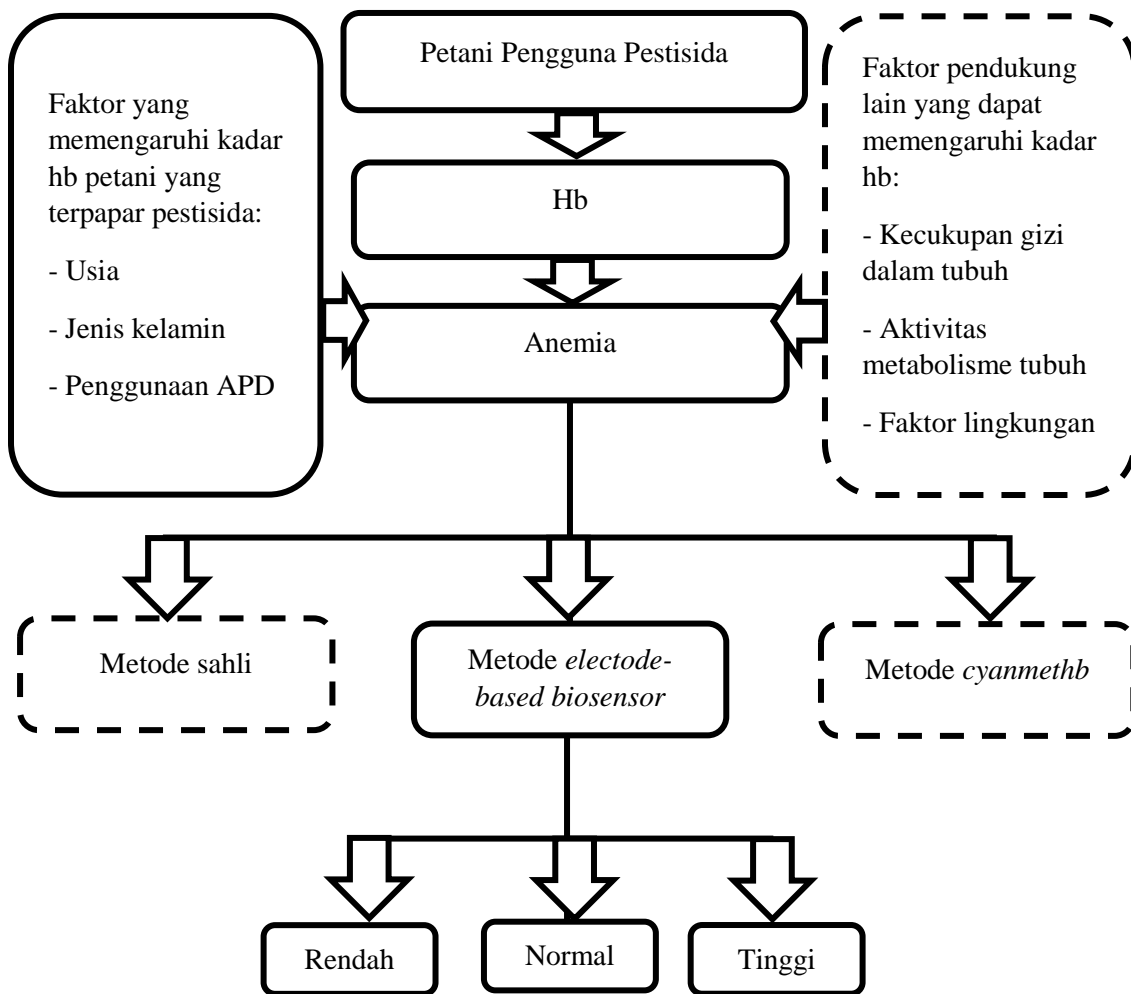 Petani Pengguna Pestisida
Faktor yang
memengaruhi kadar
hb petani yang
terpapar pestisida:
- Usia
- Jenis kelamin
- Penggunaan APD
Hb
Anemia
Faktor pendukung
lain yang dapat
memengaruhi kadar
hb:
- Kecukupan gizi
dalam tubuh
- Aktivitas
metabolisme tubuh
- Faktor lingkungan
Metode sahli
Metode electode-
based biosensor
Metode cyanmethb
Rendah
Normal
Tinggi